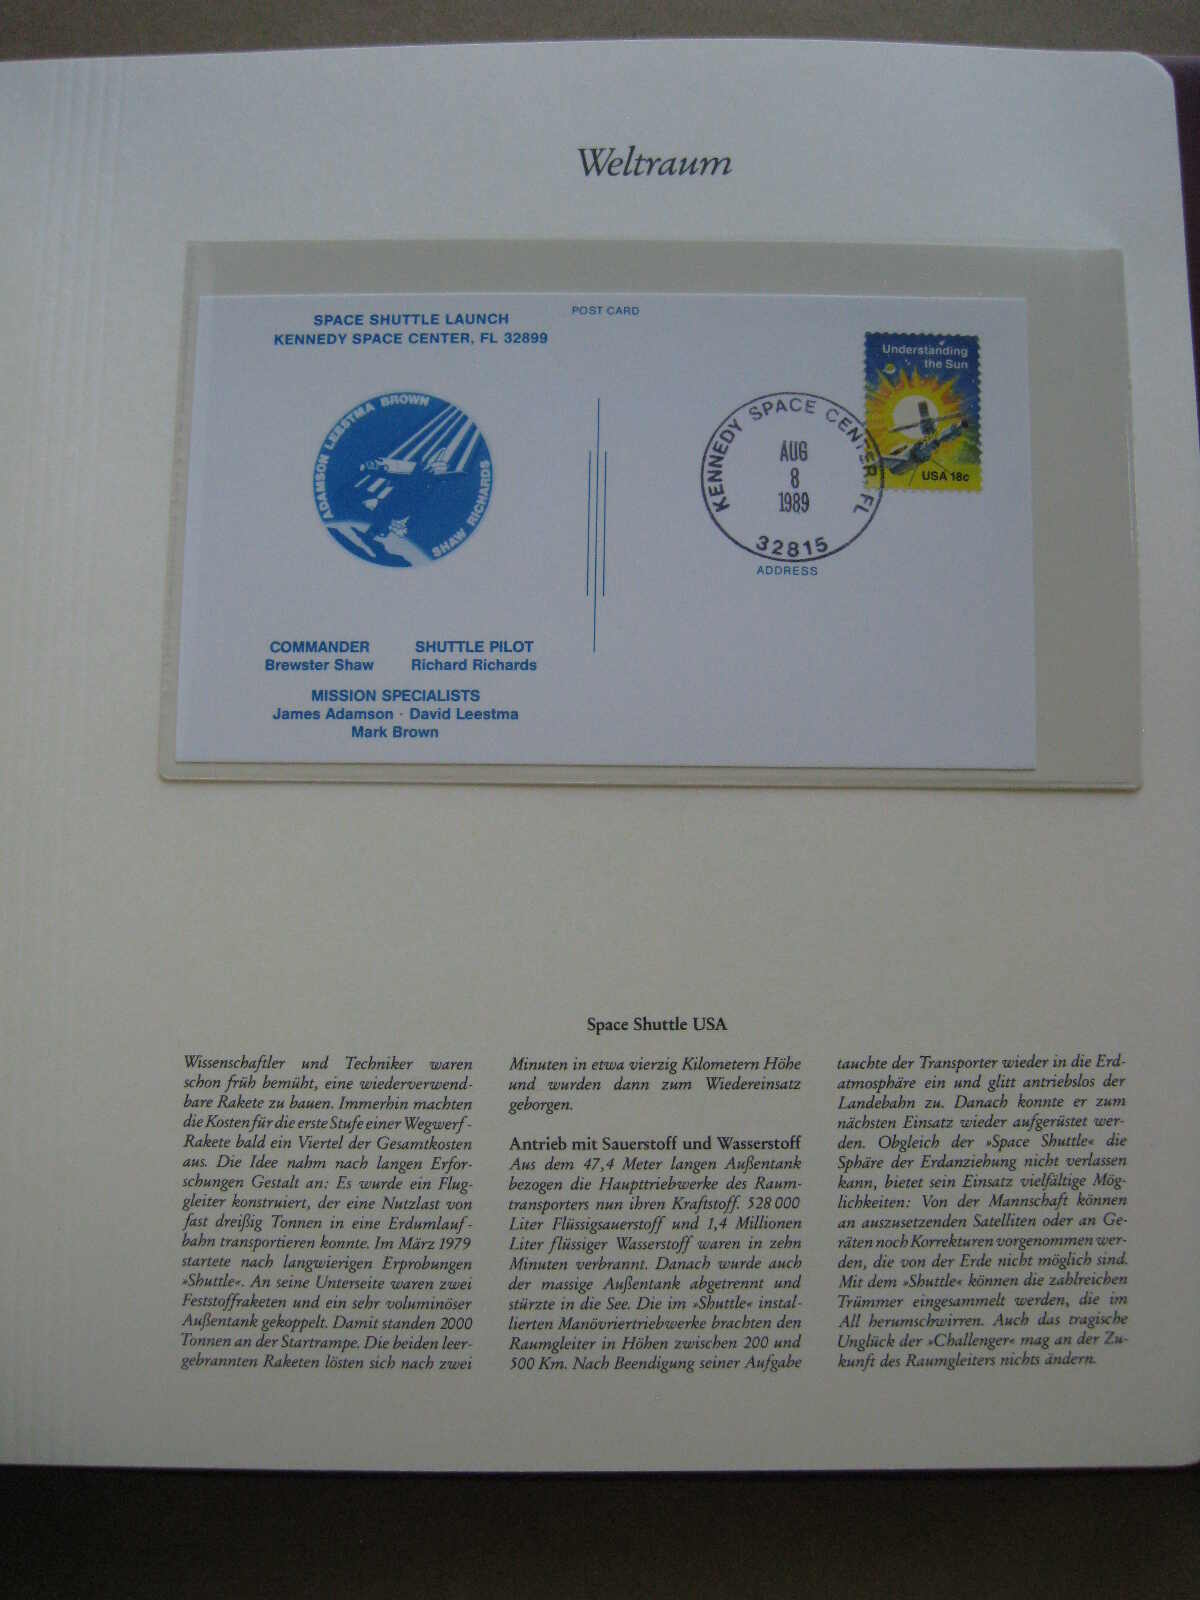 Weltraum
SPACE SHUTTLE LAUNCH
KENNEDY SPACE CENTER, FL 32899
POST CARD
ADAMSON LEESTMA BROWN
SHAW RICHARDS
COMMANDER
Brewster Shaw
SHUTTLE PILOT
Richard Richards
MISSION SPECIALISTS
James Adamson · David Leestma
Mark Brown
Understanding
the Sun
USA 18c
KENNEDY SPACE CENTER, FL
AUG
8
1989
32815
ADDRESS
Space Shuttle USA
Wissenschaftler und Techniker waren
schon früh bemüht, eine wiederverwend-
bare Rakete zu bauen. Immerhin machten
die Kosten für die erste Stufe einer Wegwerf-
Rakete bald ein Viertel der Gesamtkosten
aus. Die Idee nahm nach langen Erfor-
schungen Gestalt an: Es wurde ein Flug-
gleiter konstruiert, der eine Nutzlast von
fast dreißig Tonnen in eine Erdumlauf-
bahn transportieren konnte. Im März 1979
startete nach langwierigen Erprobungen
»Shuttle«. An seine Unterseite waren zwei
Feststoffraketen und ein sehr voluminöser
Außentank gekoppelt. Damit standen 2000
Tonnen an der Startrampe. Die beiden leer-
gebrannten Raketen lösten sich nach zwei
Minuten in etwa vierzig Kilometern Höhe
und wurden dann zum Wiedereinsatz
geborgen.
Antrieb mit Sauerstoff und Wasserstoff
Aus dem 47,4 Meter langen Außentank
bezogen die Haupttriebwerke des Raum-
transporters nun ihren Kraftstoff. 528 000
Liter Flüssigsauerstoff und 1,4 Millionen
Liter flüssiger Wasserstoff waren in zehn
Minuten verbrannt. Danach wurde auch
der massige Außentank abgetrennt und
stürzte in die See. Die im »Shuttle« instal-
lierten Manövriertriebwerke brachten den
Raumgleiter in Höhen zwischen 200 und
500 Km. Nach Beendigung seiner Aufgabe
tauchte der Transporter wieder in die Erd-
atmosphäre ein und glitt antriebslos der
Landebahn zu. Danach konnte er zum
nächsten Einsatz wieder aufgerüstet wer-
den. Obgleich der »Space Shuttle« die
Sphäre der Erdanziehung nicht verlassen
kann, bietet sein Einsatz vielfältige Mög-
lichkeiten: Von der Mannschaft können
an auszusetzenden Satelliten oder an Ge-
räten noch Korrekturen vorgenommen wer-
den, die von der Erde nicht möglich sind.
Mit dem »Shuttle« können die zahlreichen
Trümmer eingesammelt werden, die im
All herumschwirren. Auch das tragische
Unglück der »Challenger« mag an der Zu-
kunft des Raumgleiters nichts ändern.